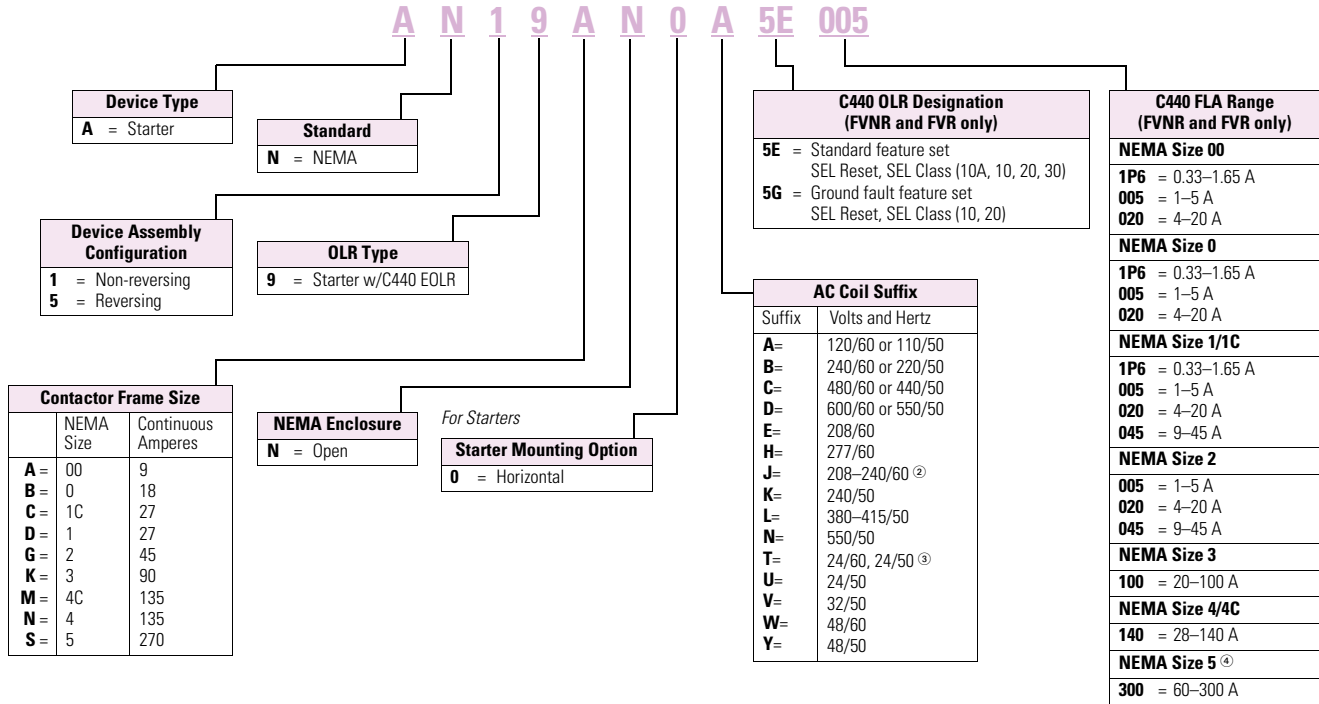 A N 1 9 A N 0 A 5E 005
Device Type
A = Starter
Standard
N = NEMA
Device Assembly
Configuration
1 = Non-reversing
5 = Reversing
OLR Type
9 = Starter w/C440 EOLR
Contactor Frame Size
NEMA Size
Continuous Amperes
A = 00 9
B = 0 18
C = 1C 27
D = 1 27
G = 2 45
K = 3 90
M = 4C 135
N = 4 135
S = 5 270
NEMA Enclosure
N = Open
For Starters
Starter Mounting Option
0 = Horizontal
C440 OLR Designation
(FVNR and FVR only)
5E = Standard feature set
SEL Reset, SEL Class (10A, 10, 20, 30)
5G = Ground fault feature set
SEL Reset, SEL Class (10, 20)
AC Coil Suffix
Suffix Volts and Hertz
A= 120/60 or 110/50
B= 240/60 or 220/50
C= 480/60 or 440/50
D= 600/60 or 550/50
E= 208/60
H= 277/60
J= 208–240/60 ②
K= 240/50
L= 380–415/50
N= 550/50
T= 24/60, 24/50 ③
U= 24/50
V= 32/50
W= 48/60
Y= 48/50
C440 FLA Range
(FVNR and FVR only)
NEMA Size 00
1P6 = 0.33–1.65 A
005 = 1–5 A
020 = 4–20 A
NEMA Size 0
1P6 = 0.33–1.65 A
005 = 1–5 A
020 = 4–20 A
NEMA Size 1/1C
1P6 = 0.33–1.65 A
005 = 1–5 A
020 = 4–20 A
045 = 9–45 A
NEMA Size 2
005 = 1–5 A
020 = 4–20 A
045 = 9–45 A
NEMA Size 3
100 = 20–100 A
NEMA Size 4/4C
140 = 28–140 A
NEMA Size 5 ④
300 = 60–300 A